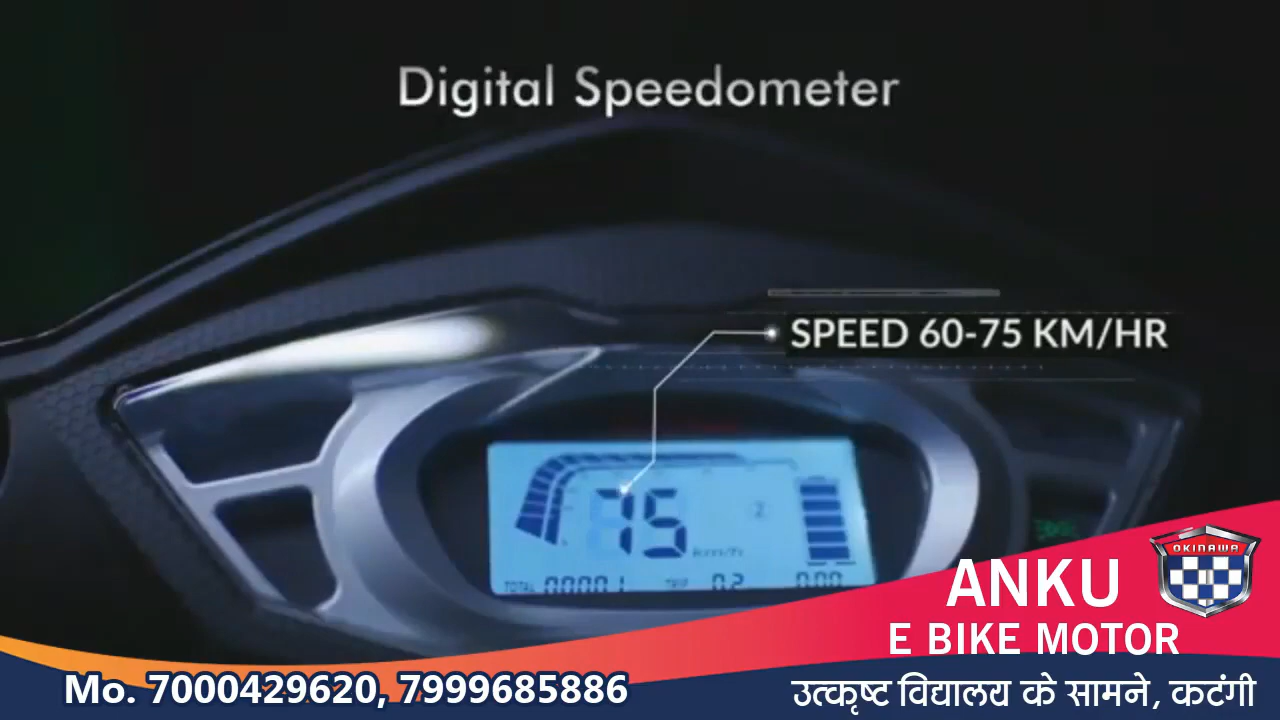 Digital Speedometer
SPEED 60-75 KM/HR
75
km/h
TOTAL 00001 TRIP 0.2 0.00
OKINAWA
ANKU
E BIKE MOTOR
Mo. 7000429620, 7999685886
उत्कृष्ट विद्यालय के सामने, कटंगी